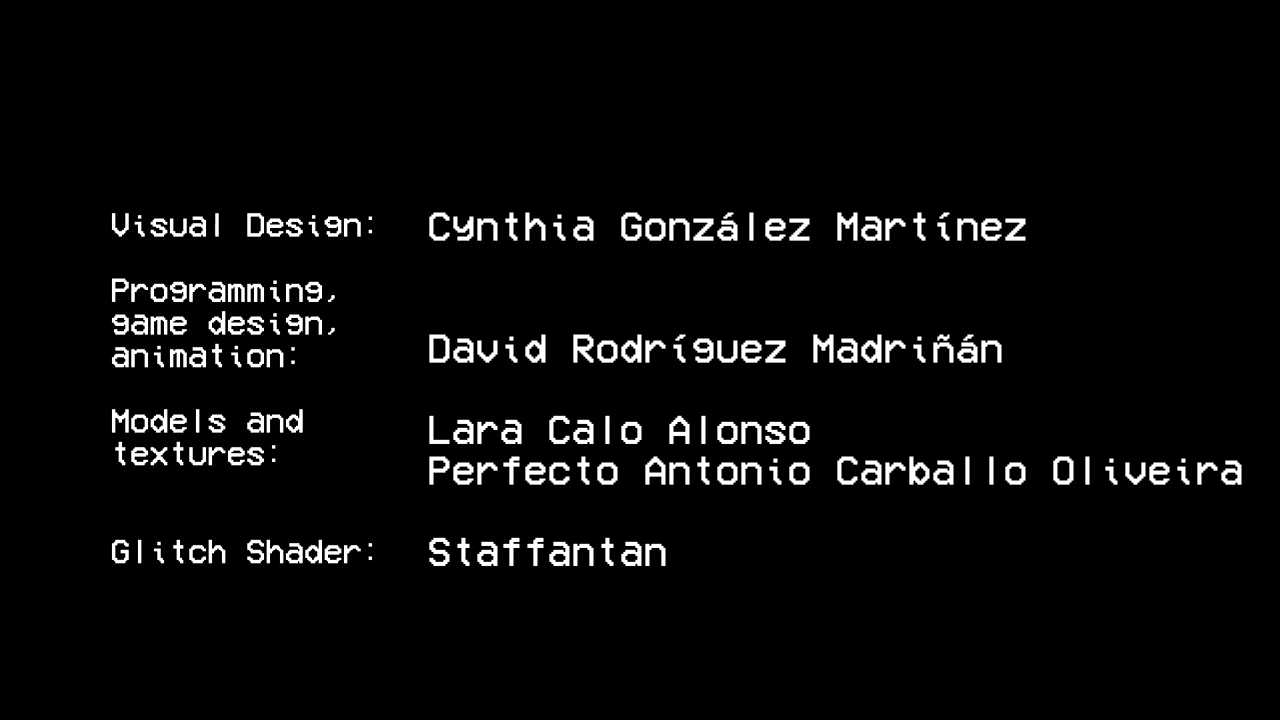 Visual Design: Cynthia González Martínez
Programming,
game design,
animation: David Rodríguez Madriñán
Models and
textures:
Lara Calo Alonso
Perfecto Antonio Carballo Oliveira
Glitch Shader: Staffantan